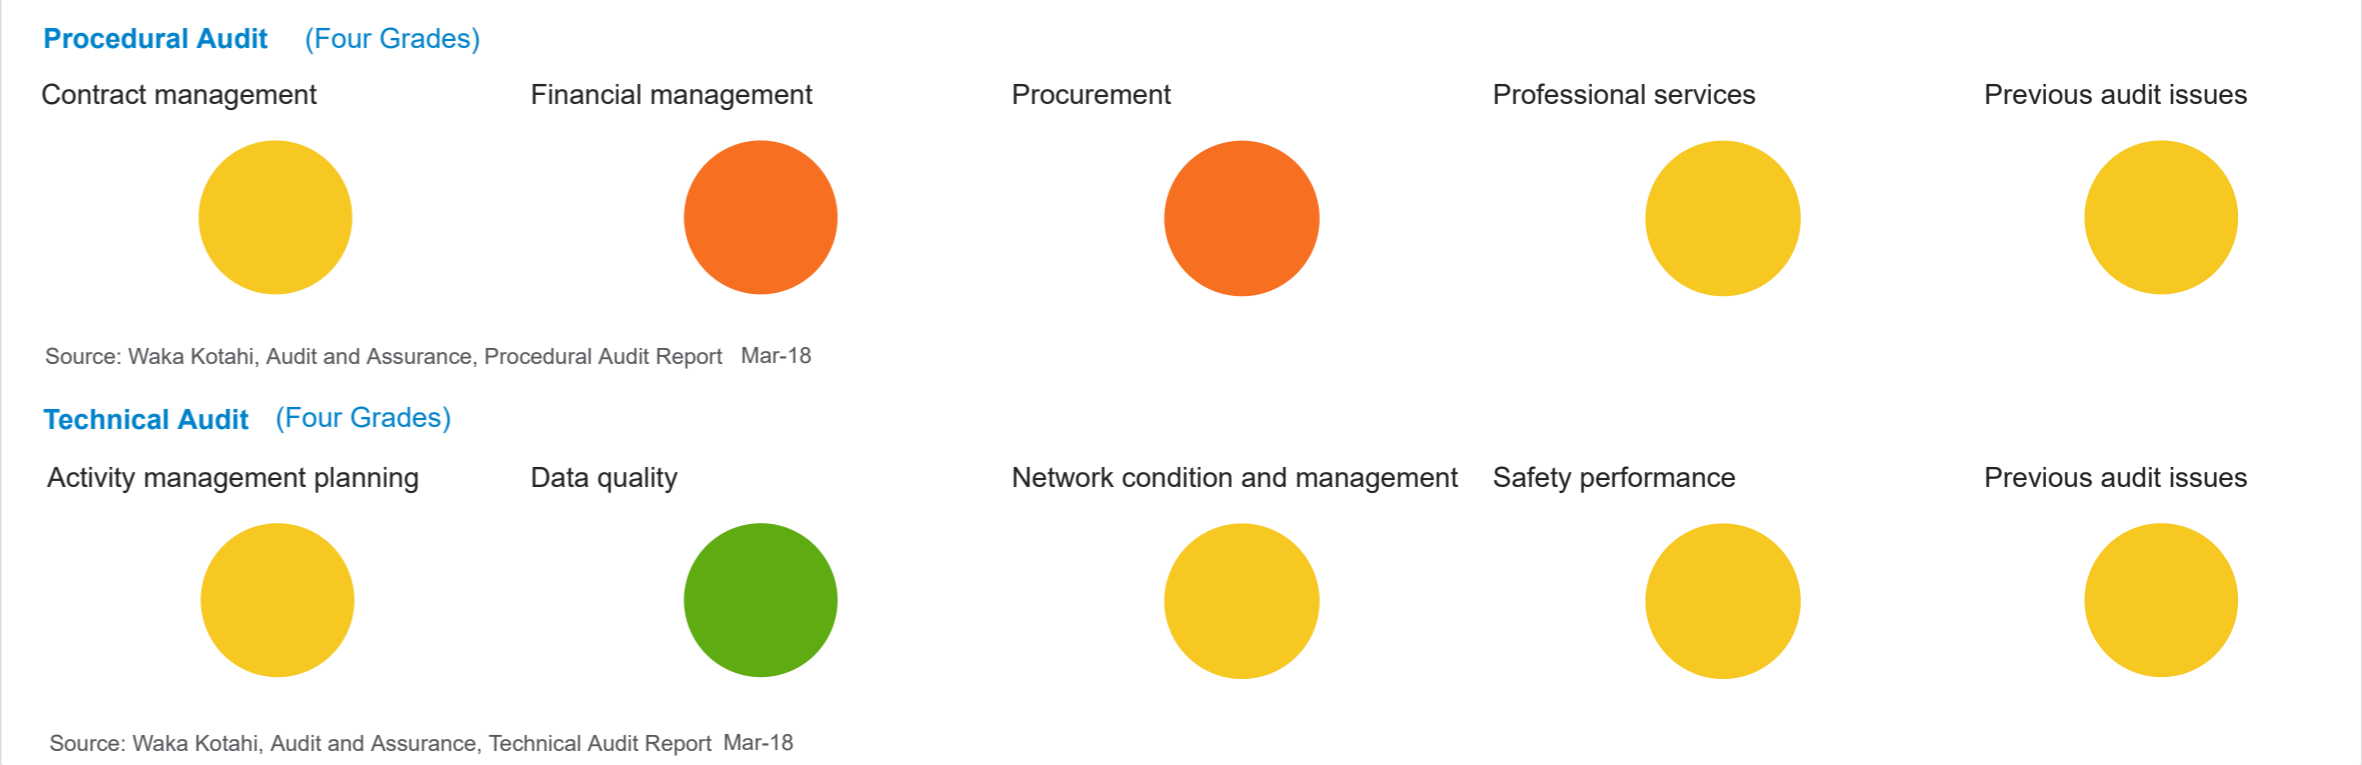 Procedural Audit (Four Grades)
Contract management Financial management Procurement Professional services Previous audit issues
Source: Waka Kotahi, Audit and Assurance, Procedural Audit Report Mar-18
Technical Audit (Four Grades)
Activity management planning Data quality Network condition and management Safety performance Previous audit issues
Source: Waka Kotahi, Audit and Assurance, Technical Audit Report Mar-18